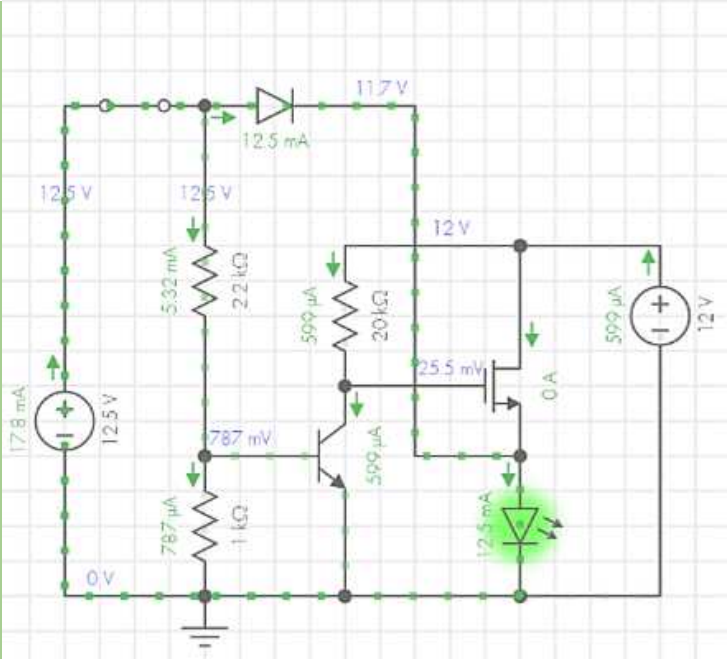 11.7 V
12.5 mA
12.5 V
12.5 V
12 V
5.32 mA
2.2 kΩ
599 µA
20 kΩ
599 µA
12 V
25.5 mV
0 A
17.8 mA
12.5 V
787 mV
599 µA
787 µA
1 kΩ
12.5 mA
0 V